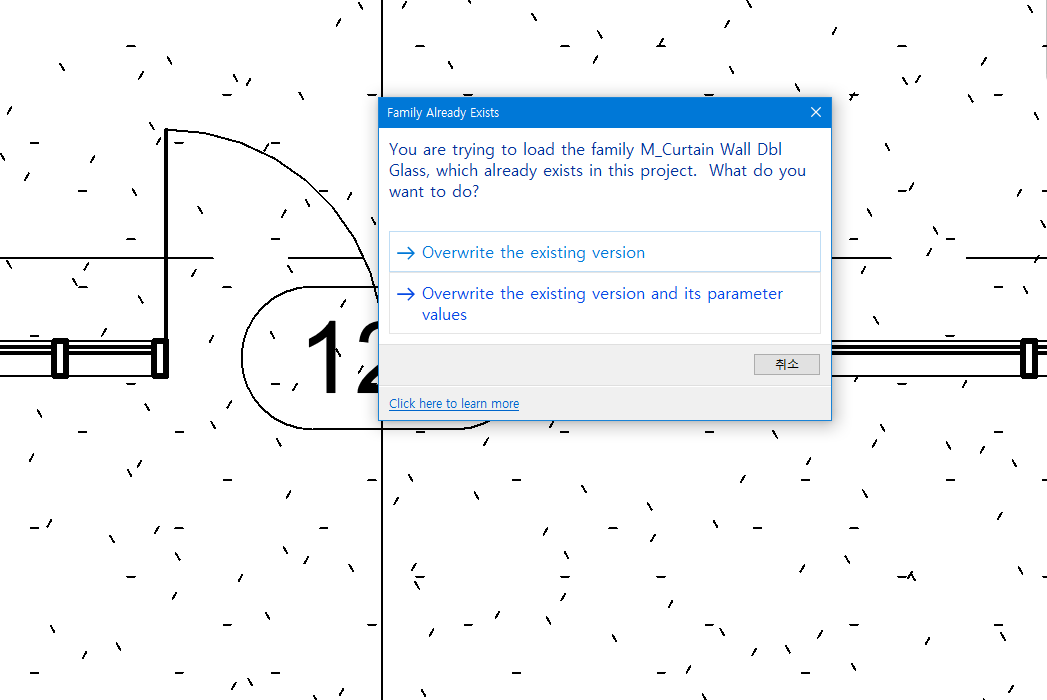 Family Already Exists
You are trying to load the family M_Curtain Wall Dbl
Glass, which already exists in this project.  What do you
want to do?
Overwrite the existing version
Overwrite the existing version and its parameter
values
12
취소
Click here to learn more